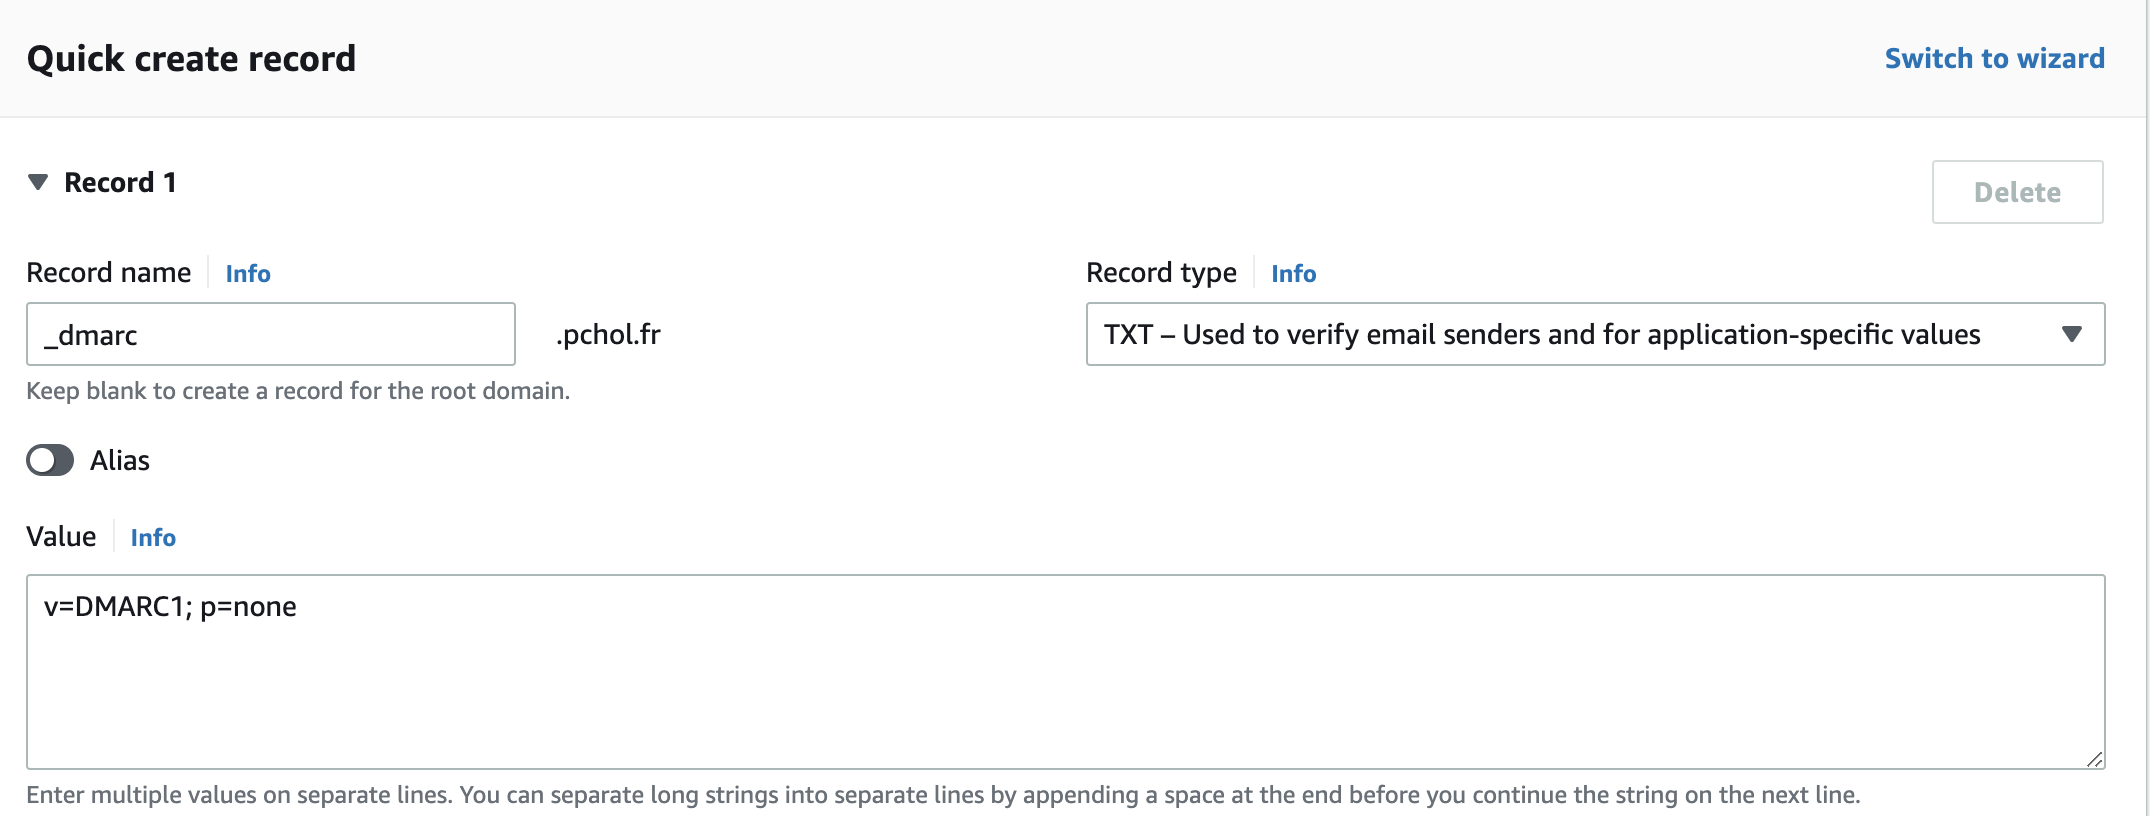 Quick create record
Switch to wizard
Record 1
Delete
Record name
Info
Record type
Info
_dmarc
.pchol.fr
TXT – Used to verify email senders and for application-specific values
Keep blank to create a record for the root domain.
Alias
Value
Info
v=DMARC1; p=none
Enter multiple values on separate lines. You can separate long strings into separate lines by appending a space at the end before you continue the string on the next line.